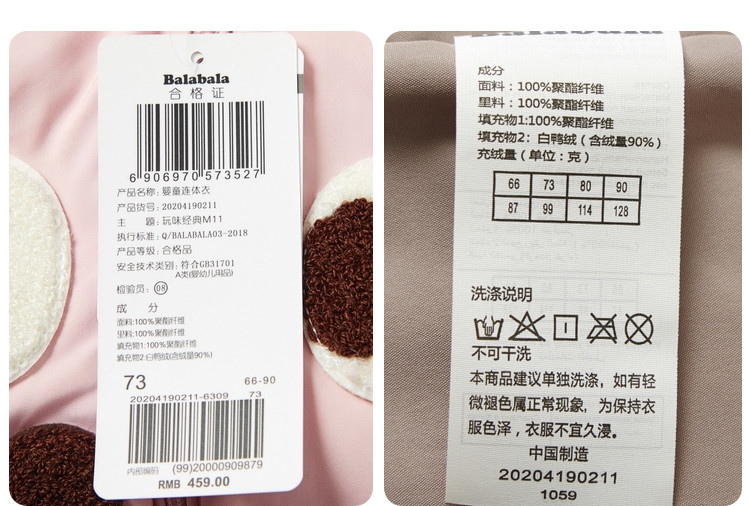 Balabala
合格证
6 906970 573527
产品名称: 婴童连体衣
产品货号: 20204190211
主 题: 玩味经典M11
执行标准: Q/BALABALA03-2018
产品等级: 合格品
安全技术类别: 符合GB31701
A类(婴幼儿用品)
检验员: 08
成 分
面料:100%聚酯纤维
里料:100%聚酯纤维
填充物1:100%聚酯纤维
填充物2:白鸭绒(含绒量90%)
73 66-90
20204190211-6309 73
内部编码 (99)20000909879
RMB 459.00
成分
面料：100%聚酯纤维
里料：100%聚酯纤维
填充物1:100%聚酯纤维
填充物2：白鸭绒（含绒量90%）
充绒量（单位：克）
66 73 80 90
87 99 114 128
洗涤说明
不可干洗
本商品建议单独洗涤，如有轻
微褪色属正常现象，为保持衣
服色泽，衣服不宜久浸。
中国制造
20204190211
1059